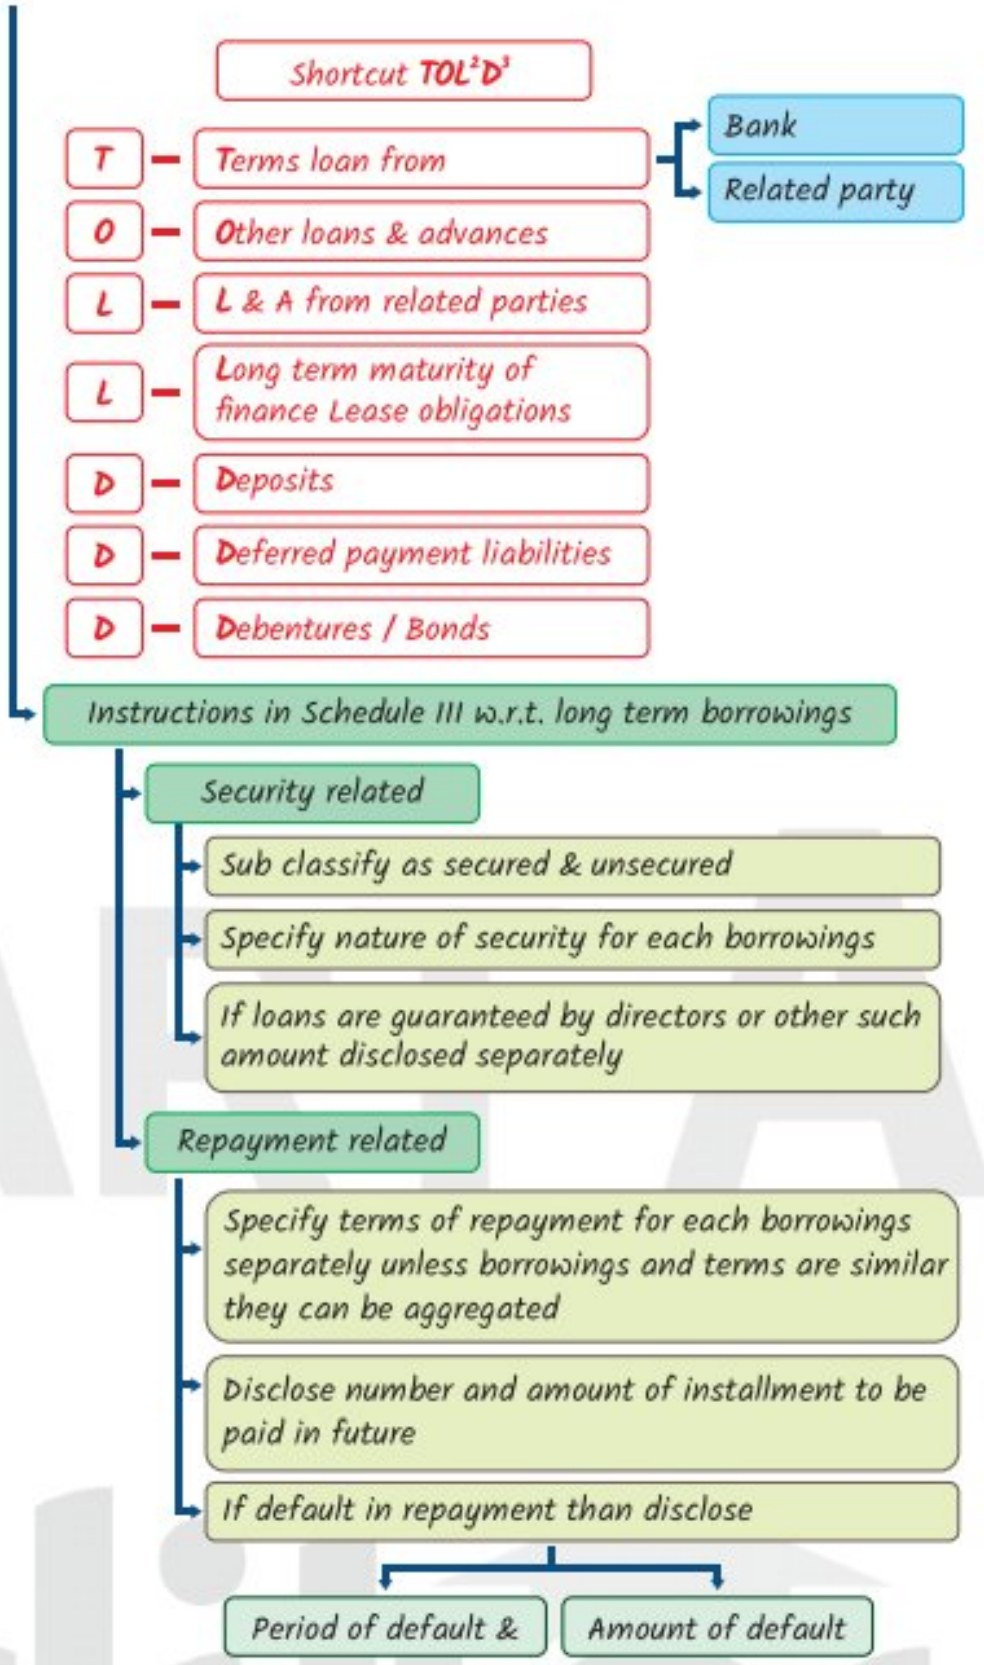 Shortcut TOL²D³
T – Terms loan from
Bank
Related party
O – Other loans & advances
L – L & A from related parties
L – Long term maturity of
finance Lease obligations
D – Deposits
D – Deferred payment liabilities
D – Debentures / Bonds
Instructions in Schedule III w.r.t. long term borrowings
Security related
Sub classify as secured & unsecured
Specify nature of security for each borrowings
If loans are guaranteed by directors or other such
amount disclosed separately
Repayment related
Specify terms of repayment for each borrowings
separately unless borrowings and terms are similar
they can be aggregated
Disclose number and amount of installment to be
paid in future
If default in repayment than disclose
Period of default &
Amount of default